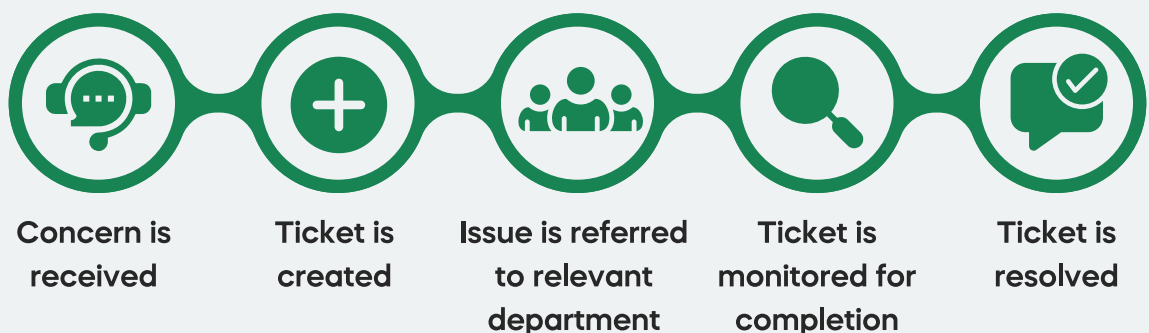 Concern is
received
Ticket is
created
Issue is referred
to relevant
department
Ticket is
monitored for
completion
Ticket is
resolved